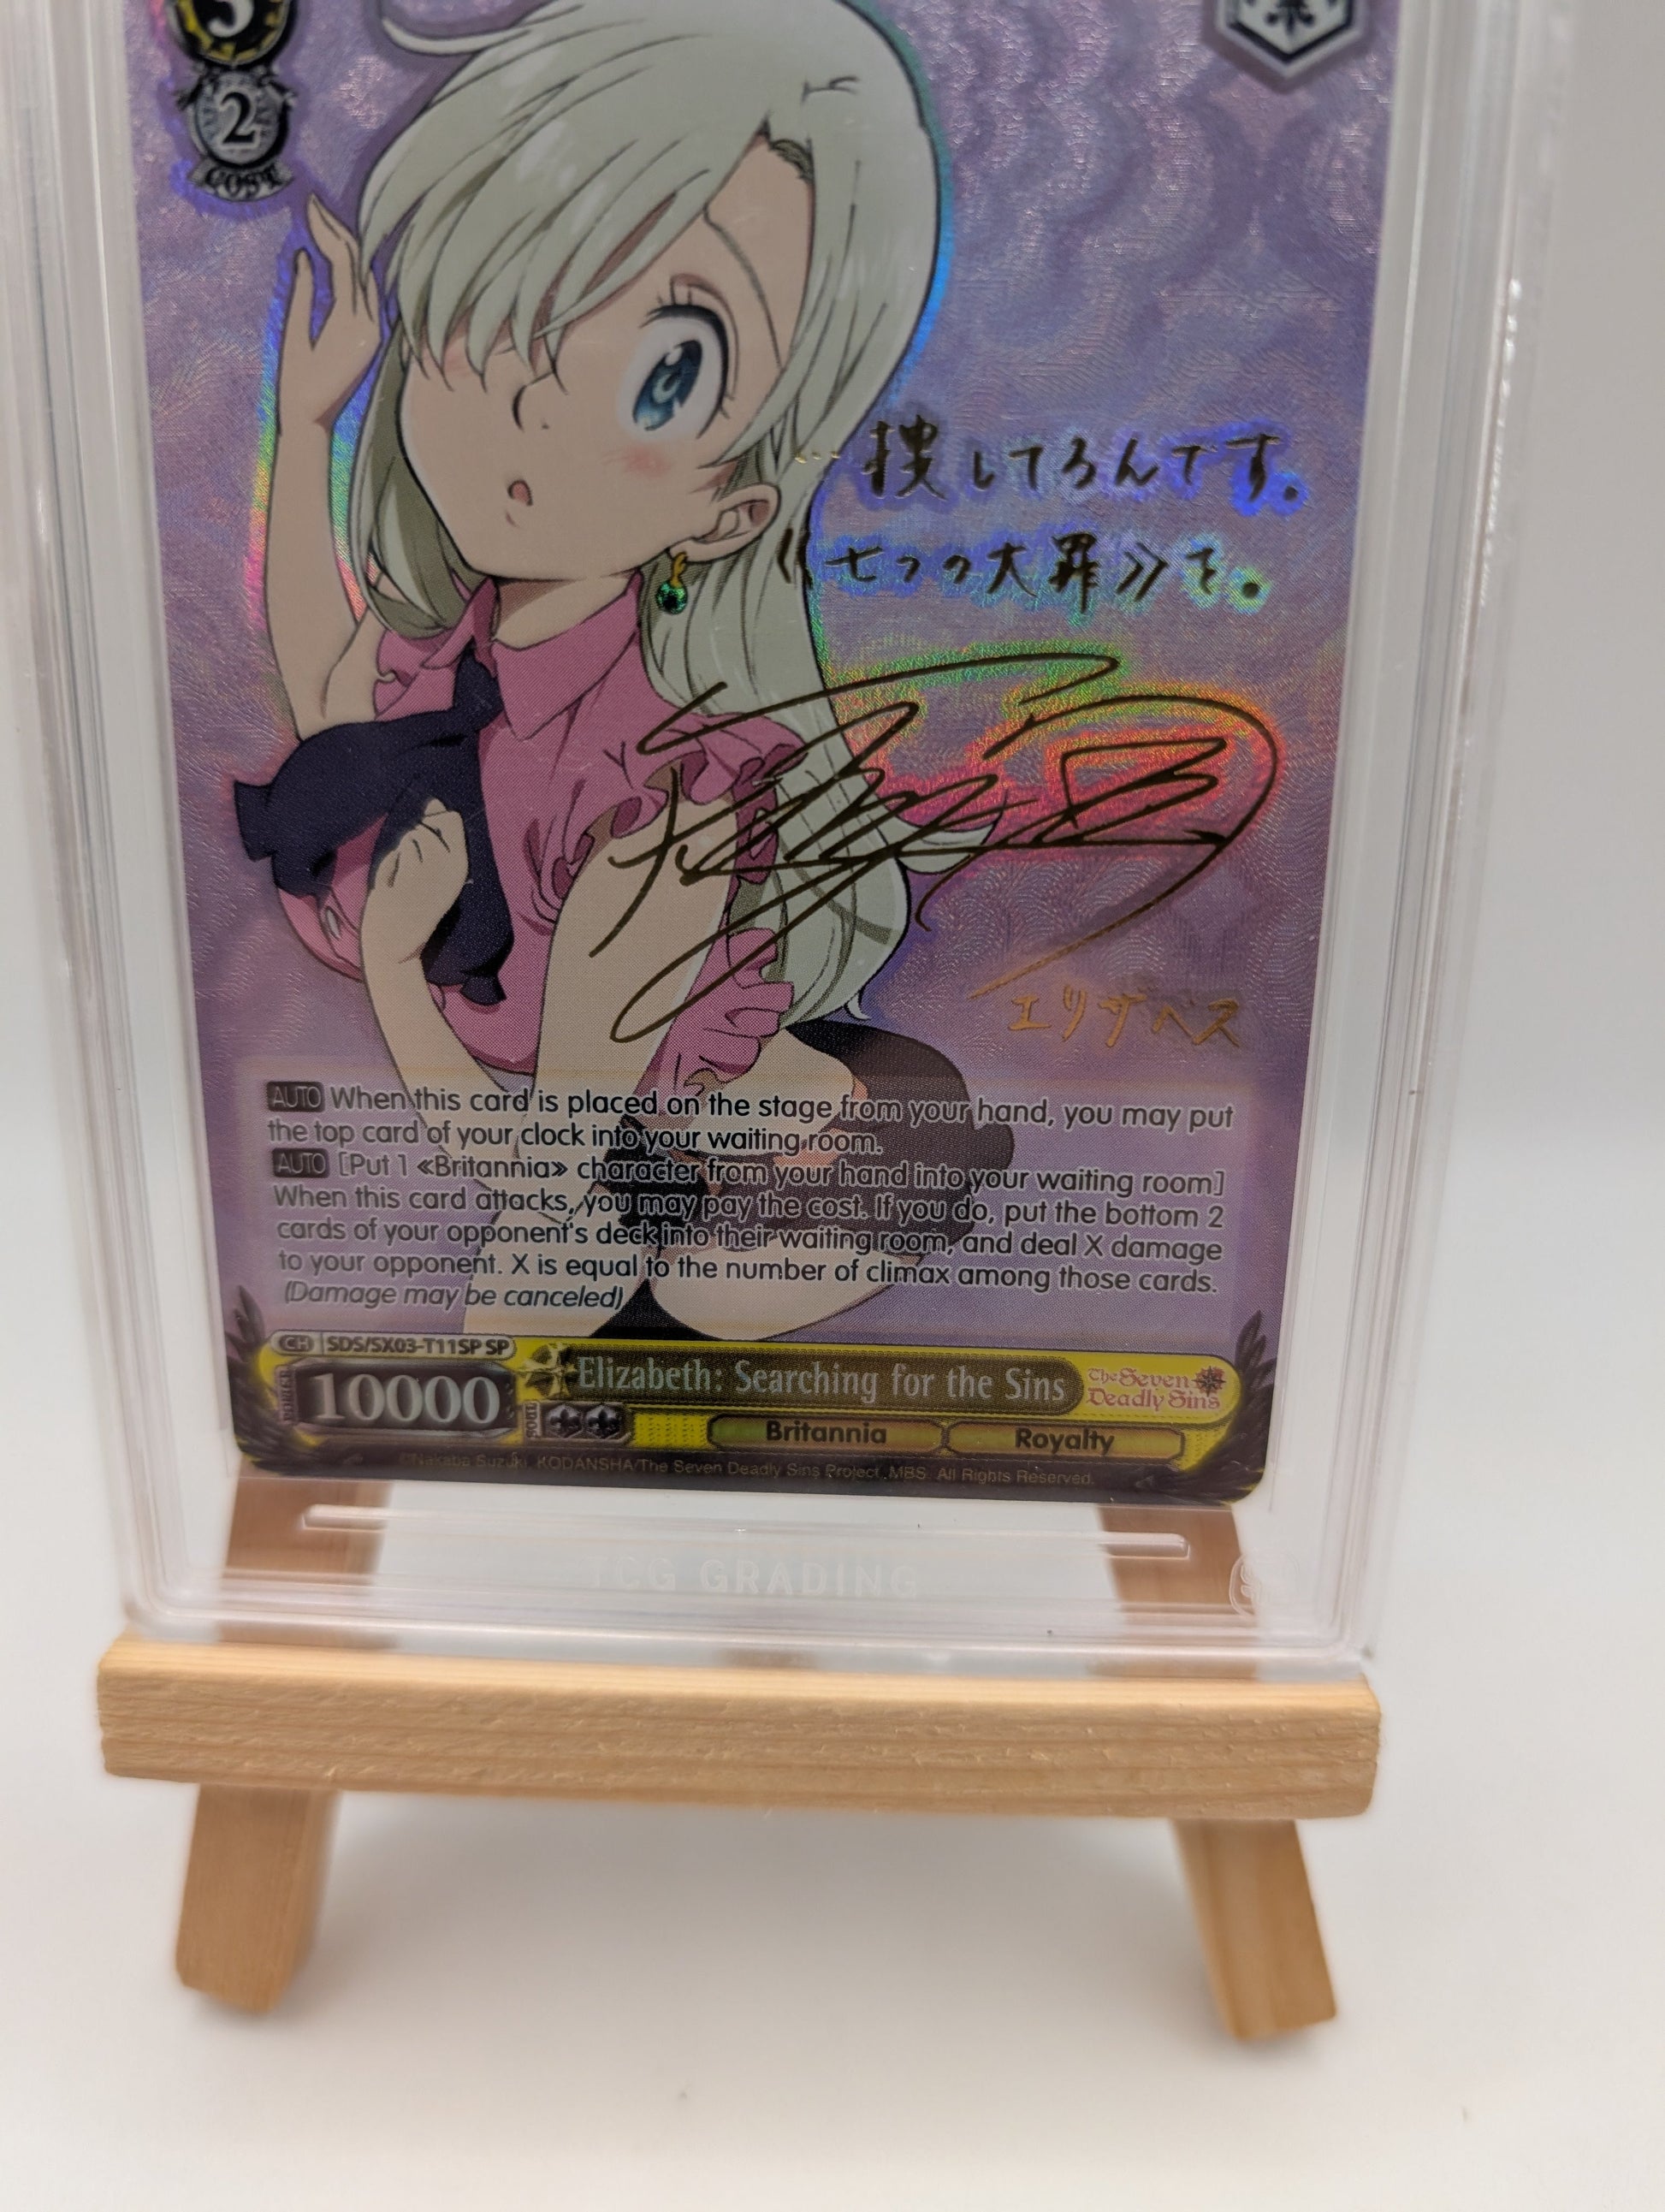 3
2
COST
…捜してるんです。
《七つの大罪》を。
エリザベス
AUTO When this card is placed on the stage from your hand, you may put
the top card of your clock into your waiting room.
AUTO [Put 1 «Britannia» character from your hand into your waiting room]
When this card attacks, you may pay the cost. If you do, put the bottom 2
cards of your opponent's deck into their waiting room, and deal X damage
to your opponent. X is equal to the number of climax among those cards.
(Damage may be canceled)
CH SDS/SX03-T11SP SP
POWER 10000 SOUL Elizabeth: Searching for the Sins The Seven Deadly Sins
Britannia Royalty
©Nakaba Suzuki, KODANSHA/The Seven Deadly Sins Project, MBS. All Rights Reserved.
TCG GRADING